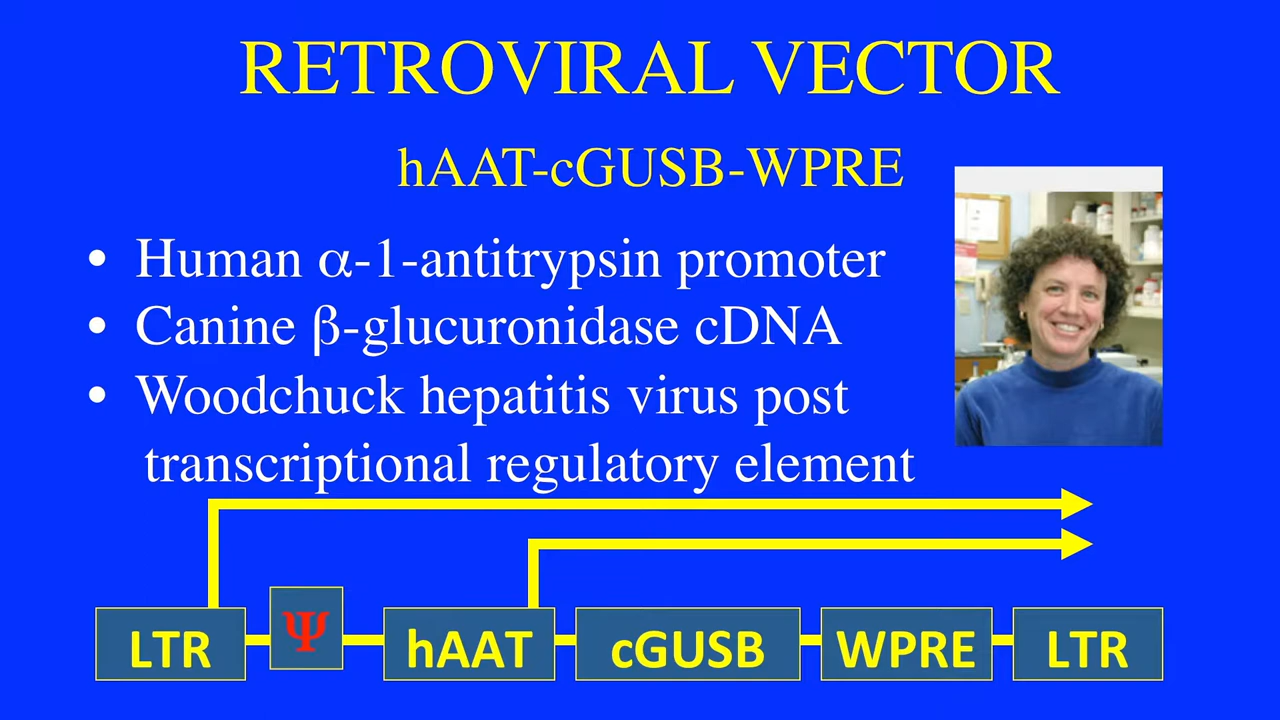 RETROVIRAL VECTOR
hAAT-cGUSB-WPRE
• Human α-1-antitrypsin promoter
• Canine β-glucuronidase cDNA
• Woodchuck hepatitis virus post
transcriptional regulatory element
LTR Ψ hAAT cGUSB WPRE LTR